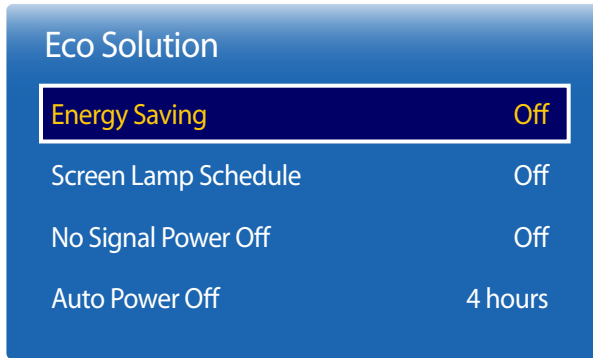 Eco Solution
Energy Saving Off
Screen Lamp Schedule Off
No Signal Power Off Off
Auto Power Off 4 hours